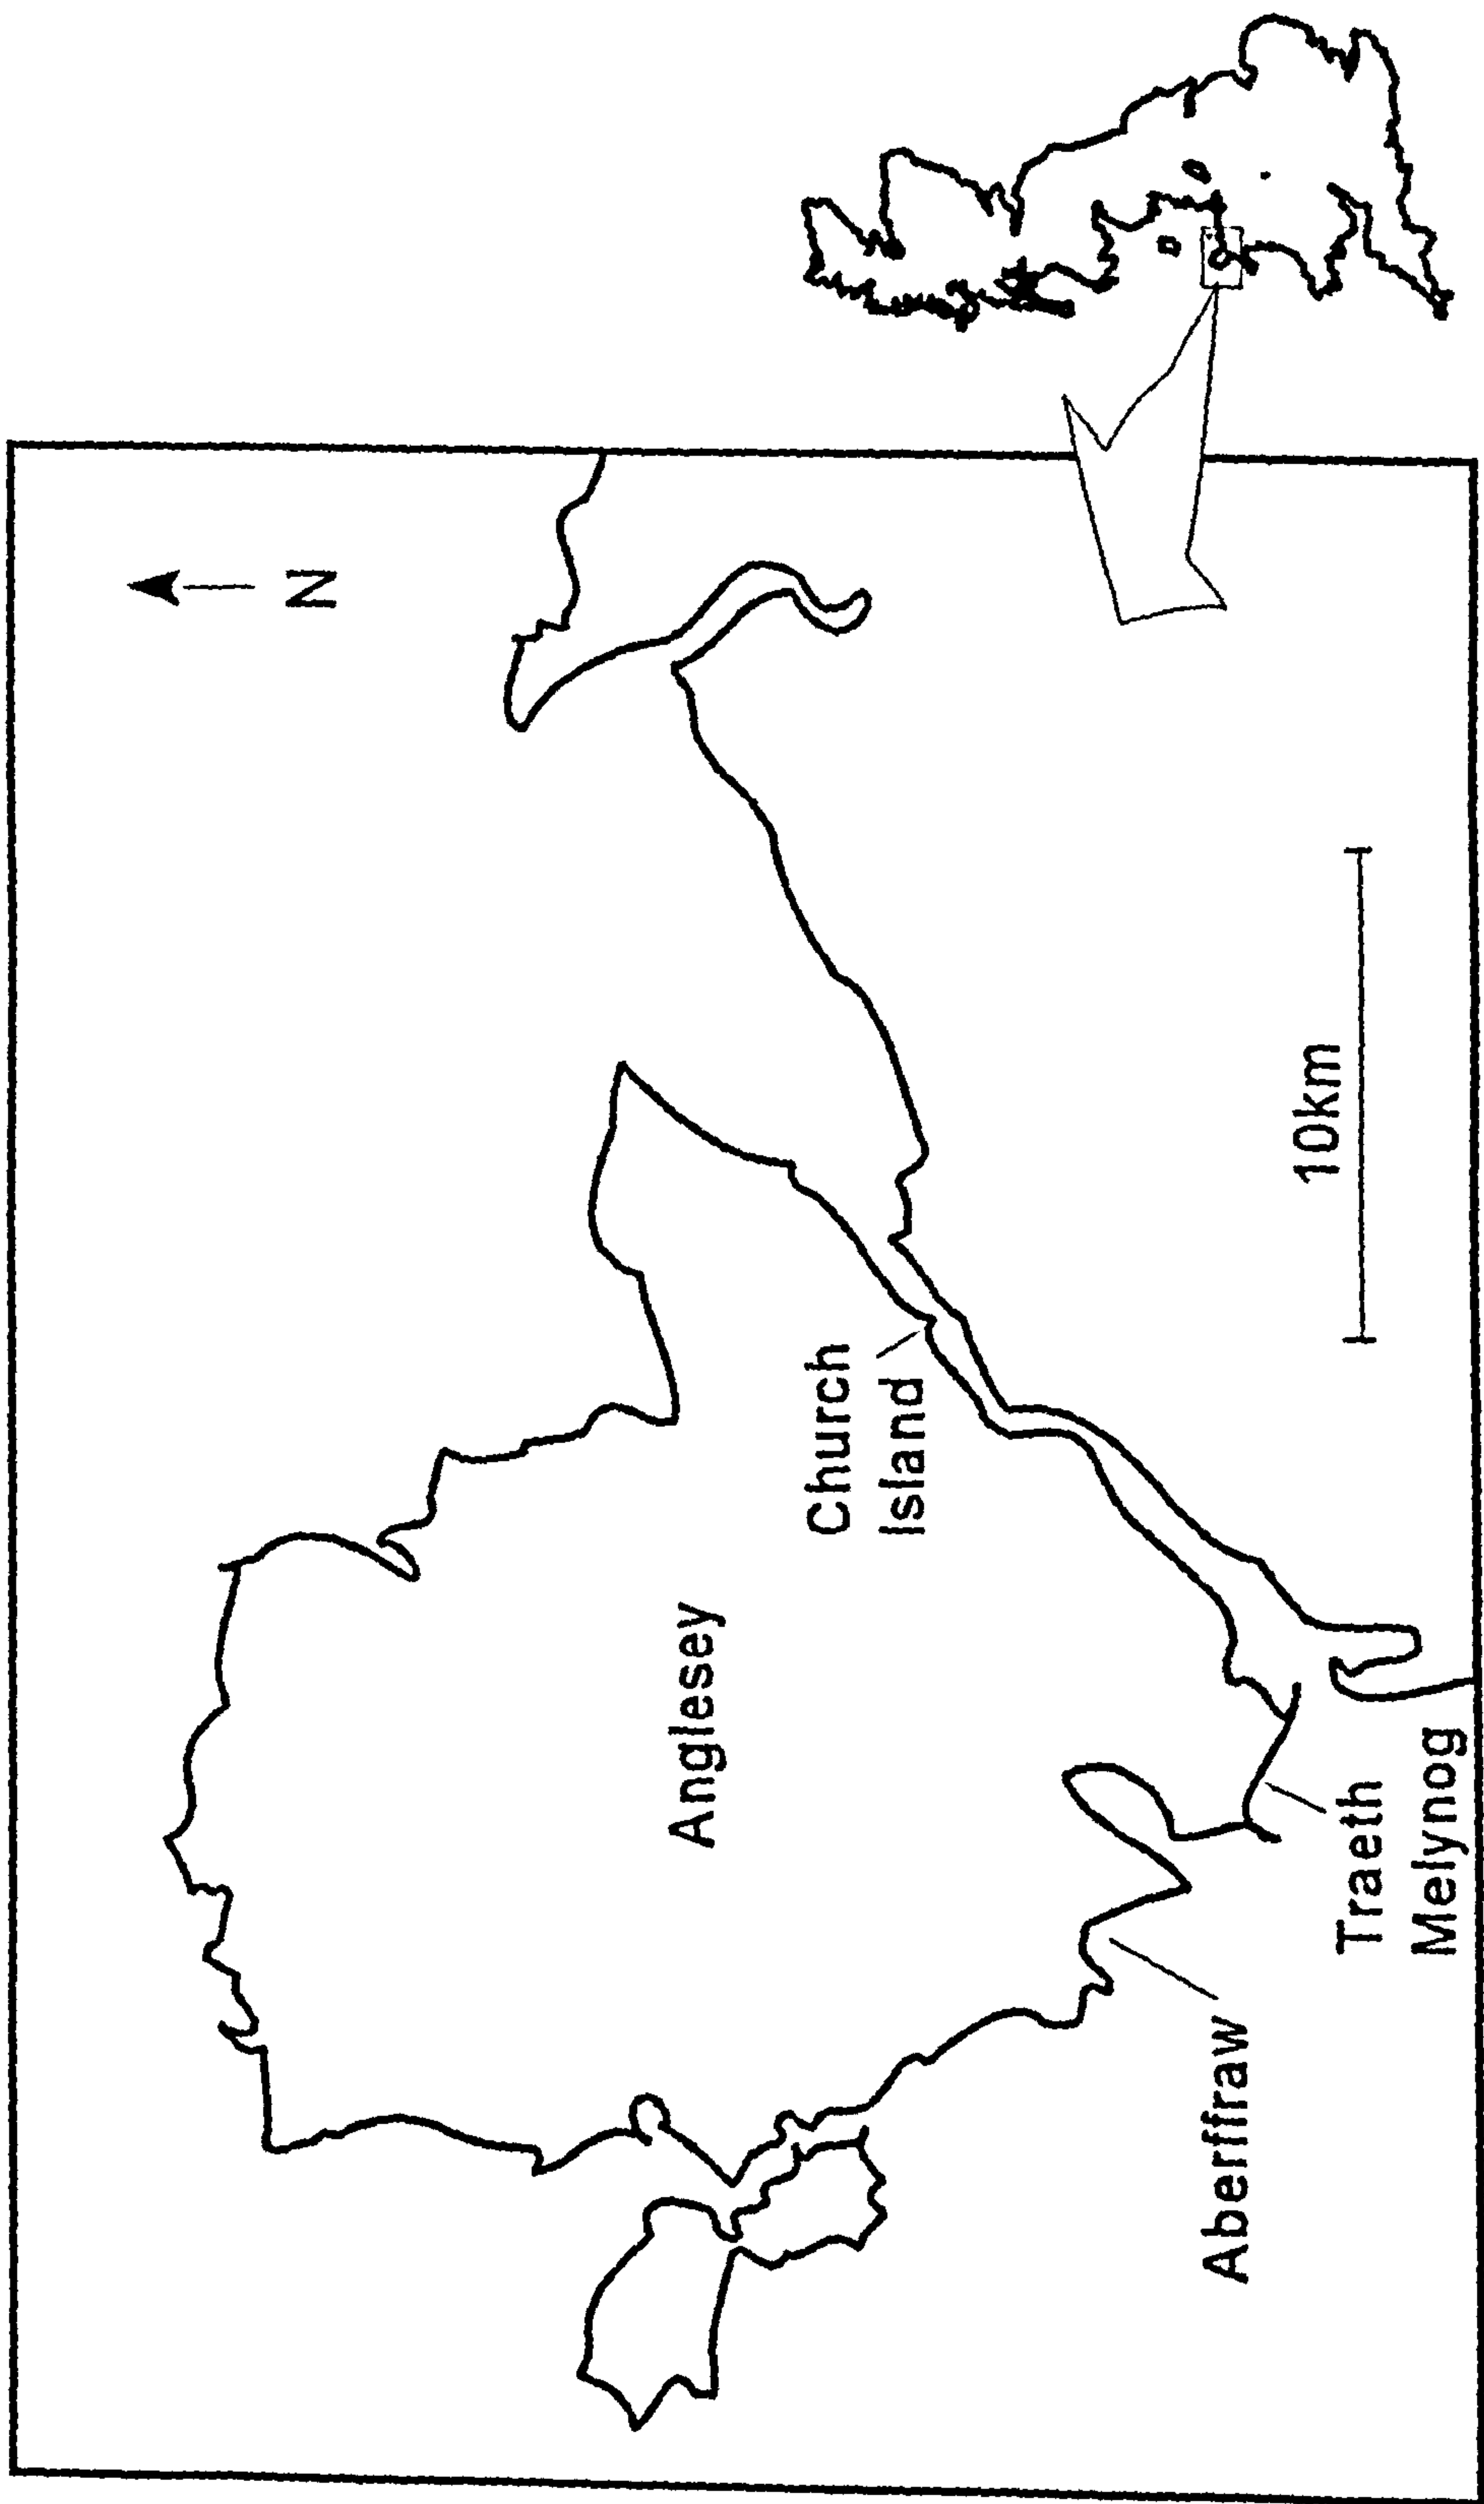 N
Anglesey
Church
Island
10km
Aberffraw
Traeth
Melynog